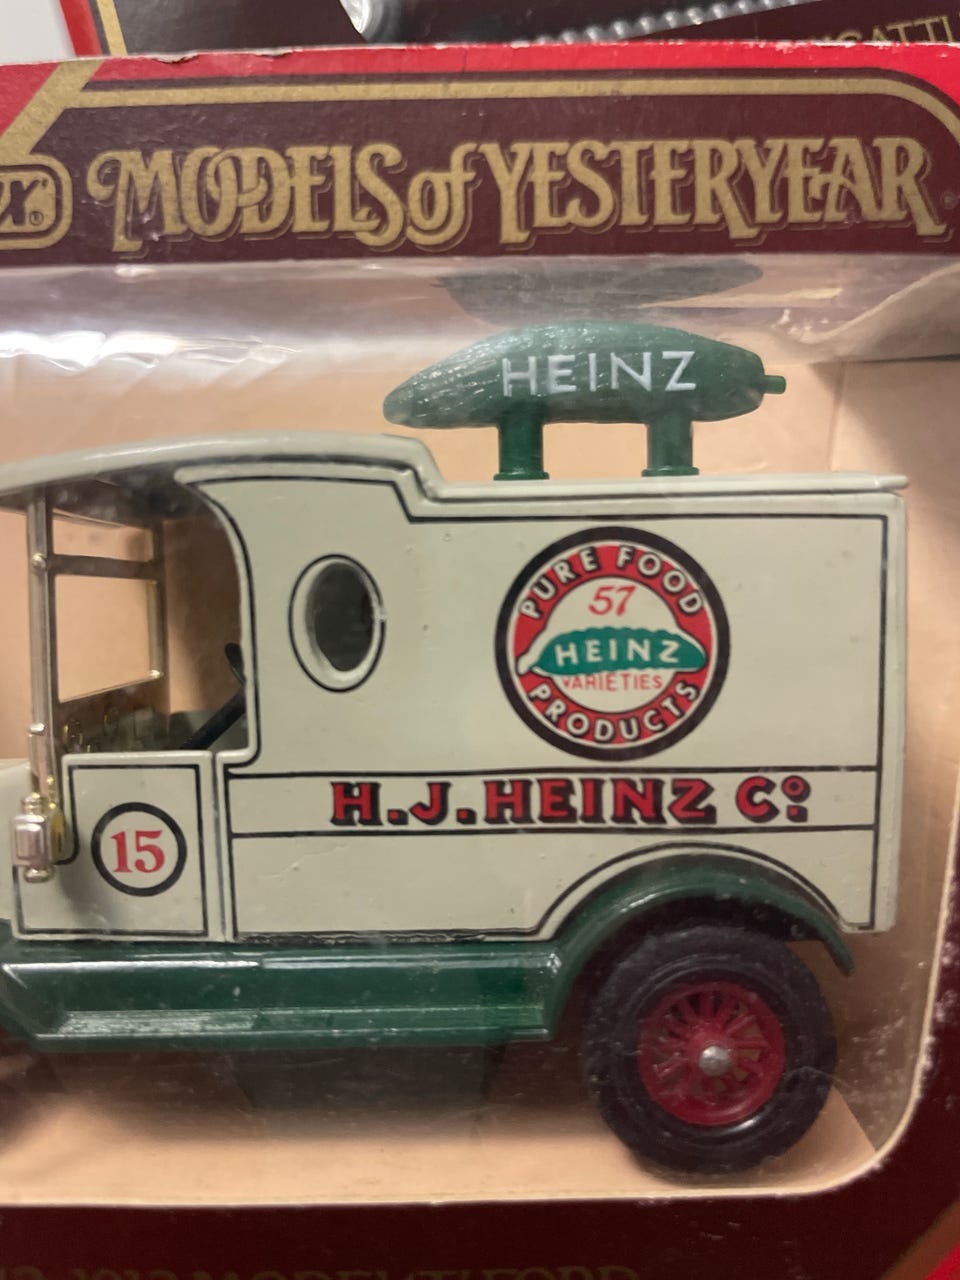 MODELS of YESTERYEAR
HEINZ
PURE FOOD
57
HEINZ
VARIETIES
PRODUCTS
H.J.HEINZ Cº
15